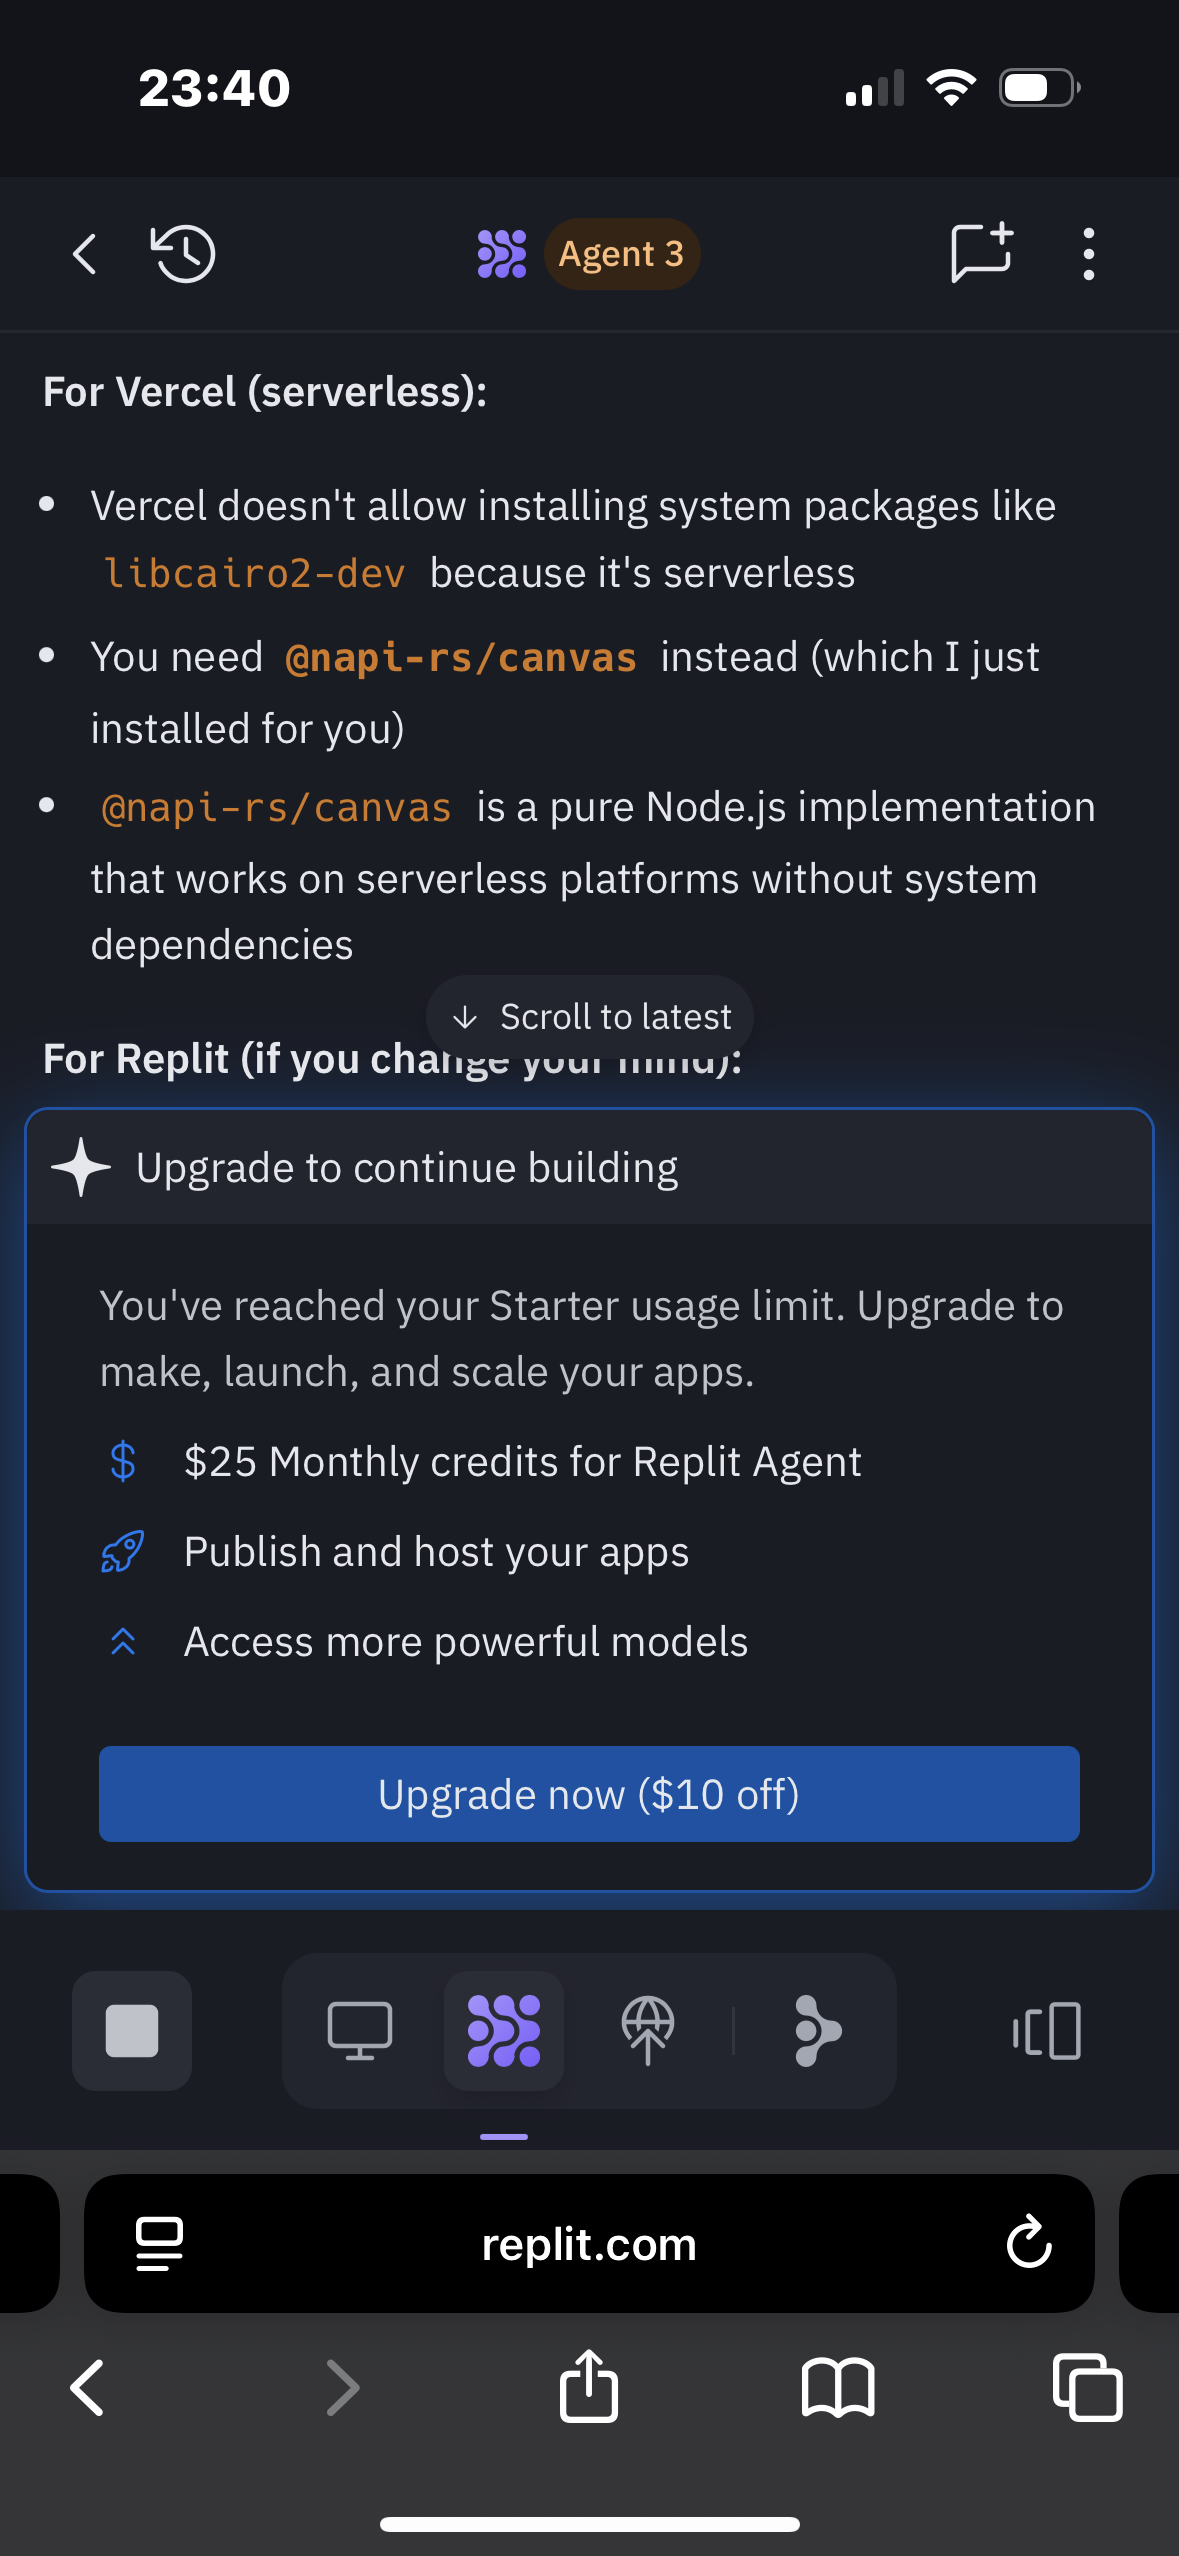 23:40
Agent 3
For Vercel (serverless):
Vercel doesn't allow installing system packages like
libcairo2-dev because it's serverless
You need @napi-rs/canvas instead (which I just
installed for you)
@napi-rs/canvas is a pure Node.js implementation
that works on serverless platforms without system
dependencies
Scroll to latest
For Replit (if you change your mind):
Upgrade to continue building
You've reached your Starter usage limit. Upgrade to
make, launch, and scale your apps.
$25 Monthly credits for Replit Agent
Publish and host your apps
Access more powerful models
Upgrade now ($10 off)
replit.com